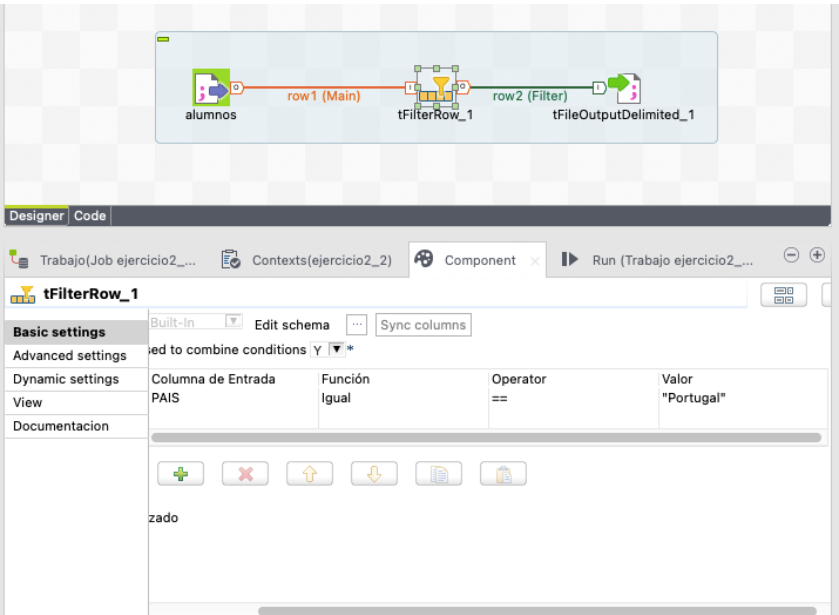 row1 (Main)
row2 (Filter)
alumnos
tFilterRow_1
tFileOutputDelimited_1
Designer
Code
Trabajo(Job ejercicio2_...
Contexts(ejercicio2_2)
Component
Run (Trabajo ejercicio2_...
tFilterRow_1
Basic settings
Advanced settings
Dynamic settings
View
Documentacion
Built-In
Edit schema
...
Sync columns
sed to combine conditions Y *
Columna de Entrada
Función
Operator
Valor
PAIS
Igual
==
"Portugal"
zado